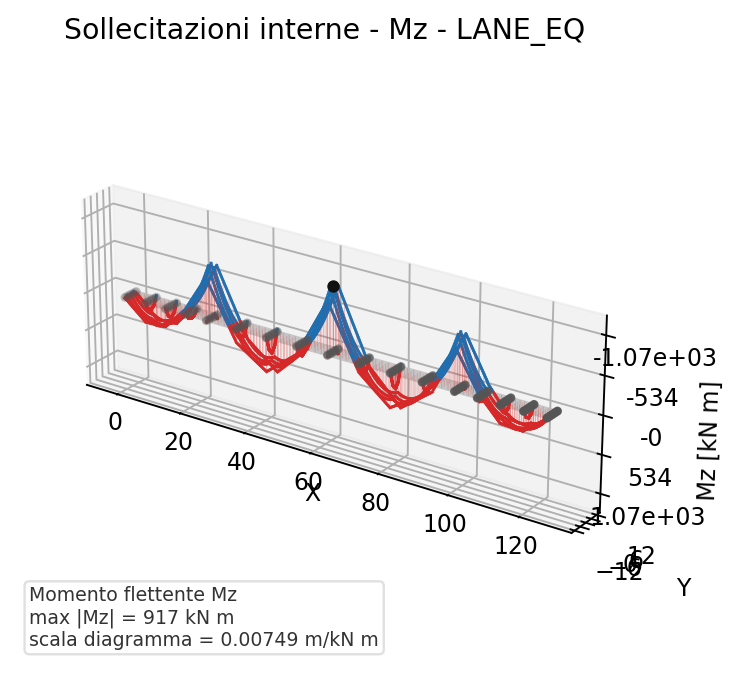 Sollecitazioni interne - Mz - LANE_EQ
-1.07e+03
-534
-0
534
1.07e+03
Mz [kN m]
0
20
40
60
80
100
120
X
12
−12
Y
Momento flettente Mz
max |Mz| = 917 kN m
scala diagramma = 0.00749 m/kN m